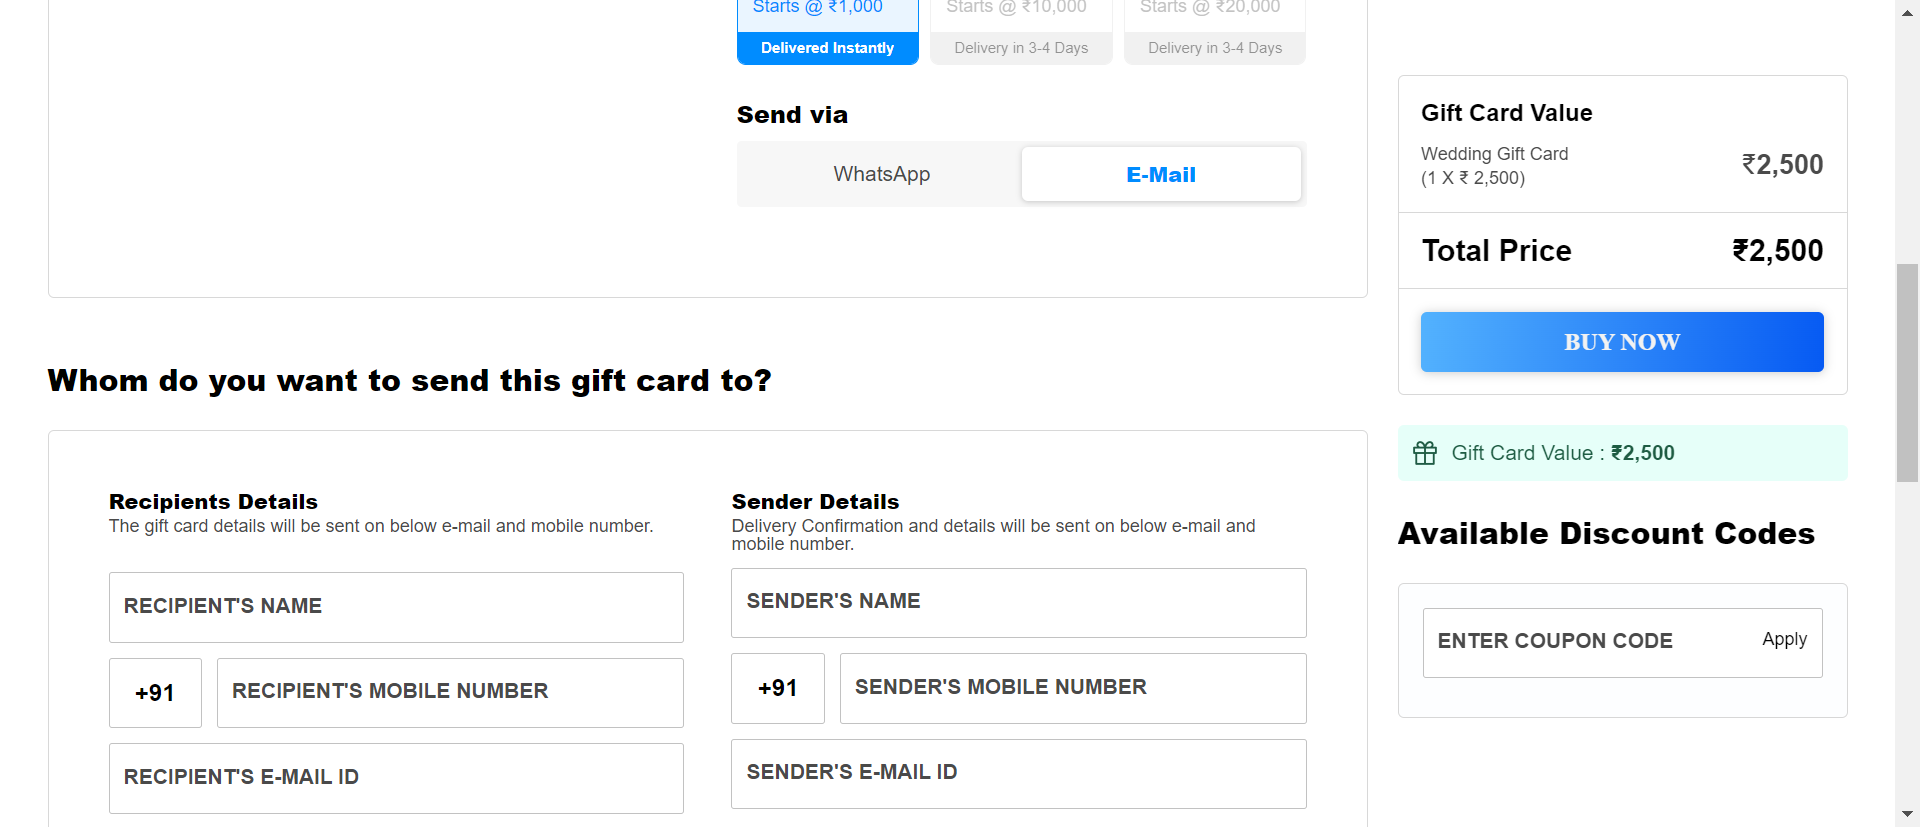 Starts @ ₹1,000
Starts @ ₹10,000
Starts @ ₹20,000
Delivered Instantly
Delivery in 3-4 Days
Delivery in 3-4 Days
Send via
WhatsApp
E-Mail
Whom do you want to send this gift card to?
Recipients Details
The gift card details will be sent on below e-mail and mobile number.
RECIPIENT'S NAME
+91
RECIPIENT'S MOBILE NUMBER
RECIPIENT'S E-MAIL ID
Sender Details
Delivery Confirmation and details will be sent on below e-mail and
mobile number.
SENDER'S NAME
+91
SENDER'S MOBILE NUMBER
SENDER'S E-MAIL ID
Gift Card Value
Wedding Gift Card
(1 X ₹ 2,500)
₹2,500
Total Price
₹2,500
BUY NOW
Gift Card Value : ₹2,500
Available Discount Codes
ENTER COUPON CODE
Apply